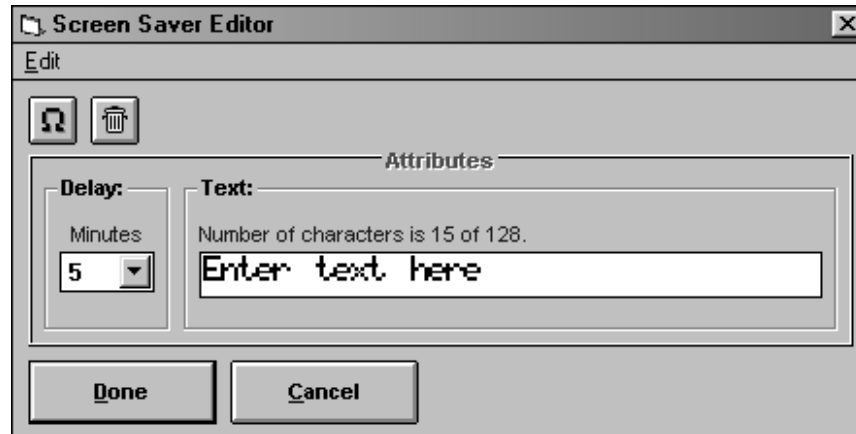 Screen Saver Editor
Edit
Ω
Attributes
Delay:
Text:
Minutes
Number of characters is 15 of 128.
5
Enter text here
Done
Cancel